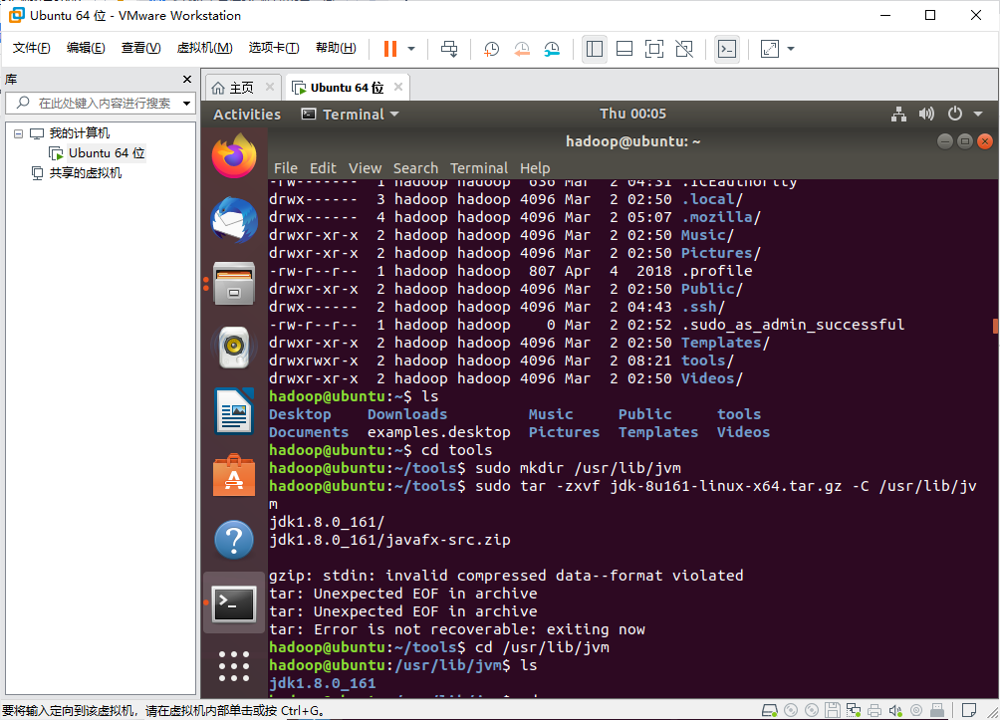 Ubuntu 64 位 - VMware Workstation
文件(F) 编辑(E) 查看(V) 虚拟机(M) 选项卡(T) 帮助(H)
库
在此处键入内容进行搜索
我的计算机
Ubuntu 64 位
共享的虚拟机
主页 Ubuntu 64 位
Activities Terminal Thu 00:05
hadoop@ubuntu: ~
File Edit View Search Terminal Help
-rw------- 1 hadoop hadoop 636 Mar 2 04:31 .ICEauthority
drwx------ 3 hadoop hadoop 4096 Mar 2 02:50 .local/
drwx------ 4 hadoop hadoop 4096 Mar 2 05:07 .mozilla/
drwxr-xr-x 2 hadoop hadoop 4096 Mar 2 02:50 Music/
drwxr-xr-x 2 hadoop hadoop 4096 Mar 2 02:50 Pictures/
-rw-r--r-- 1 hadoop hadoop 807 Apr 4 2018 .profile
drwxr-xr-x 2 hadoop hadoop 4096 Mar 2 02:50 Public/
drwx------ 2 hadoop hadoop 4096 Mar 2 04:43 .ssh/
-rw-r--r-- 1 hadoop hadoop 0 Mar 2 02:52 .sudo_as_admin_successful
drwxr-xr-x 2 hadoop hadoop 4096 Mar 2 02:50 Templates/
drwxrwxr-x 2 hadoop hadoop 4096 Mar 2 08:21 tools/
drwxr-xr-x 2 hadoop hadoop 4096 Mar 2 02:50 Videos/
hadoop@ubuntu:~$ ls
Desktop Downloads Music Public tools
Documents examples.desktop Pictures Templates Videos
hadoop@ubuntu:~$ cd tools
hadoop@ubuntu:~/tools$ sudo mkdir /usr/lib/jvm
hadoop@ubuntu:~/tools$ sudo tar -zxvf jdk-8u161-linux-x64.tar.gz -C /usr/lib/jv
m
jdk1.8.0_161/
jdk1.8.0_161/javafx-src.zip
gzip: stdin: invalid compressed data--format violated
tar: Unexpected EOF in archive
tar: Unexpected EOF in archive
tar: Error is not recoverable: exiting now
hadoop@ubuntu:~/tools$ cd /usr/lib/jvm
hadoop@ubuntu:/usr/lib/jvm$ ls
jdk1.8.0_161
要将输入定向到该虚拟机，请在虚拟机内部单击或按 Ctrl+G。